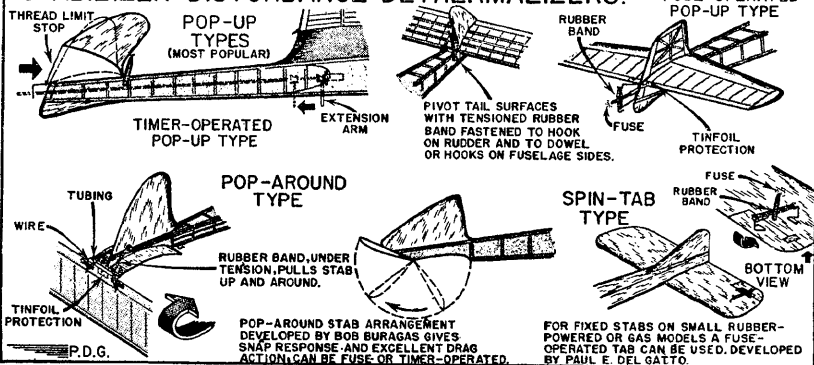 DISTURBANCE DETHERMALIZERS.
THREAD LIMIT
STOP
POP-UP
TYPES
(MOST POPULAR)
TIMER-OPERATED
POP-UP TYPE
EXTENSION
ARM
PIVOT TAIL SURFACES
WITH TENSIONED RUBBER
BAND FASTENED TO HOOK
ON RUDDER AND TO DOWEL
OR HOOKS ON FUSELAGE SIDES.
POP-UP TYPE
RUBBER
BAND
FUSE
TINFOIL
PROTECTION
POP-AROUND
TYPE
TUBING
WIRE
TINFOIL
PROTECTION
RUBBER BAND, UNDER
TENSION, PULLS STAB
UP AND AROUND.
P.D.G.
POP-AROUND STAB ARRANGEMENT
DEVELOPED BY BOB BURAGAS GIVES
SNAP RESPONSE AND EXCELLENT DRAG
ACTION; CAN BE FUSE- OR TIMER-OPERATED.
SPIN-TAB
TYPE
FUSE
RUBBER
BAND
BOTTOM
VIEW
FOR FIXED STABS ON SMALL RUBBER-
POWERED OR GAS MODELS A FUSE-
OPERATED TAB CAN BE USED. DEVELOPED
BY PAUL E. DEL GATTO.